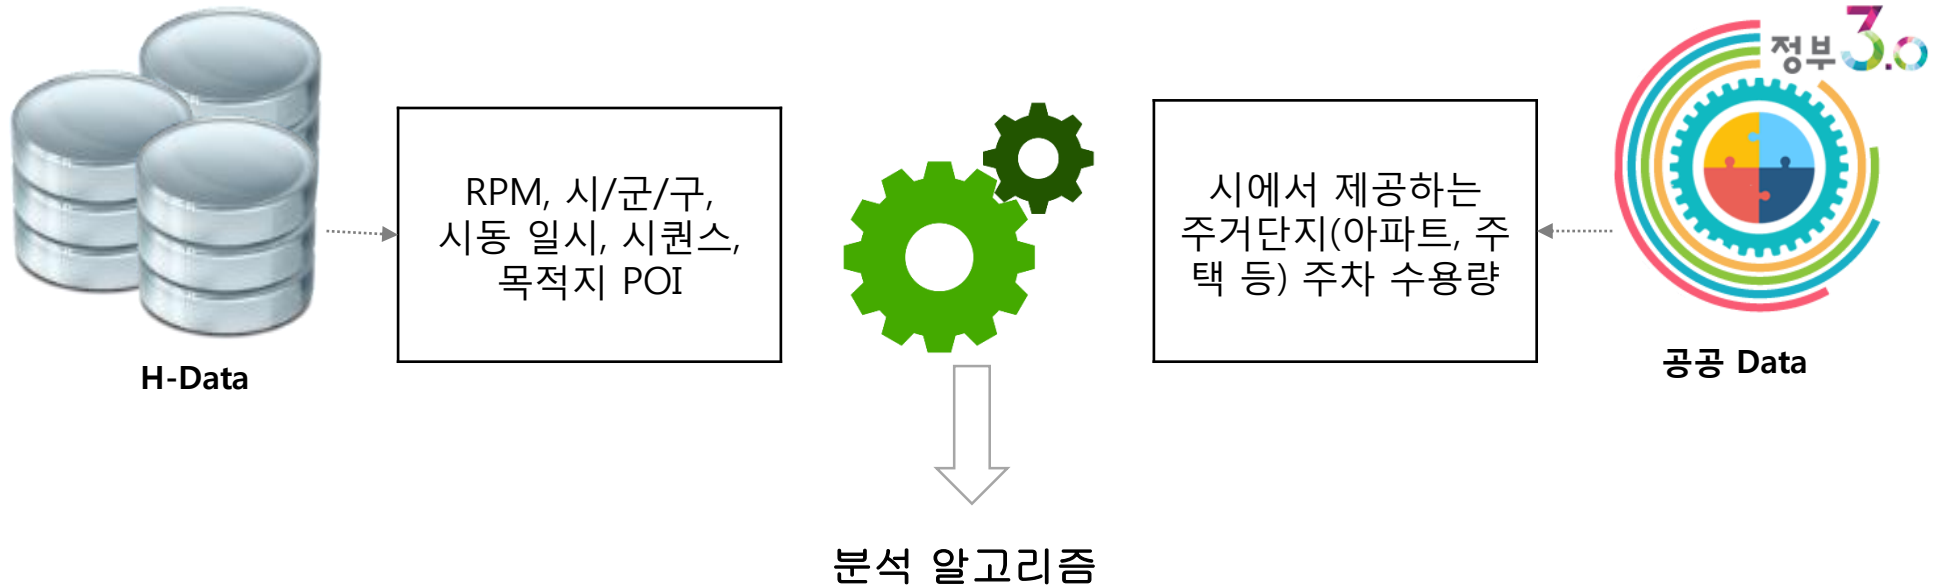 정부3.0
RPM, 시/군/구,
시동 일시, 시퀀스,
목적지 POI
시에서 제공하는
주거단지(아파트, 주
택 등) 주차 수용량
H-Data
공공 Data
분석 알고리즘